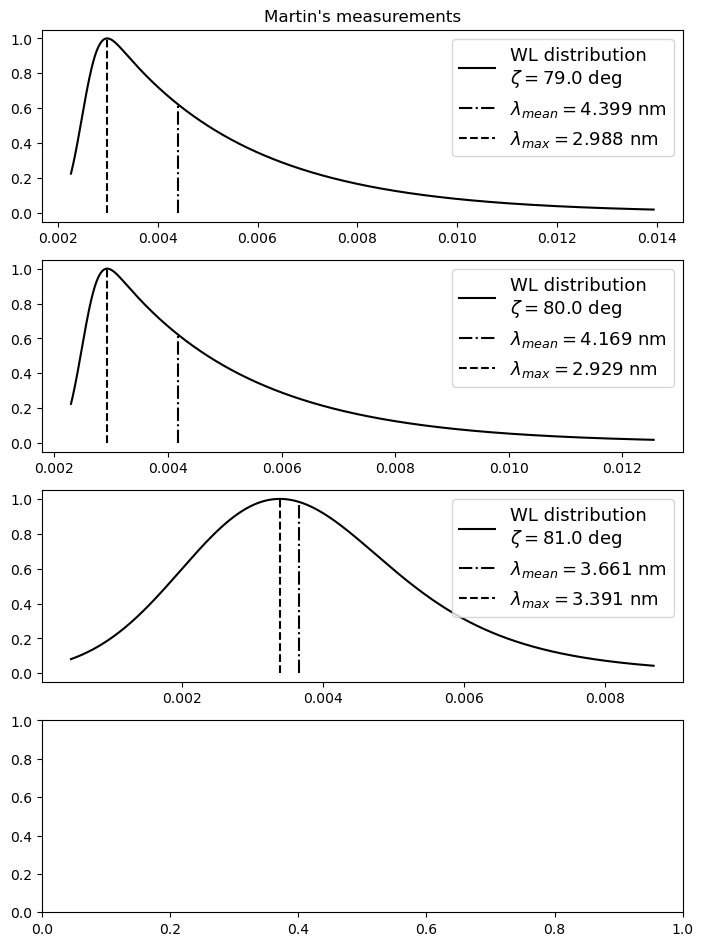 Martin's measurements
1.0
0.8
0.6
0.4
0.2
0.0
WL distribution
ζ = 79.0 deg
λmean = 4.399 nm
λmax = 2.988 nm
0.002 0.004 0.006 0.008 0.010 0.012 0.014
1.0
0.8
0.6
0.4
0.2
0.0
WL distribution
ζ = 80.0 deg
λmean = 4.169 nm
λmax = 2.929 nm
0.002 0.004 0.006 0.008 0.010 0.012
1.0
0.8
0.6
0.4
0.2
0.0
WL distribution
ζ = 81.0 deg
λmean = 3.661 nm
λmax = 3.391 nm
0.002 0.004 0.006 0.008
1.0
0.8
0.6
0.4
0.2
0.0
0.0 0.2 0.4 0.6 0.8 1.0